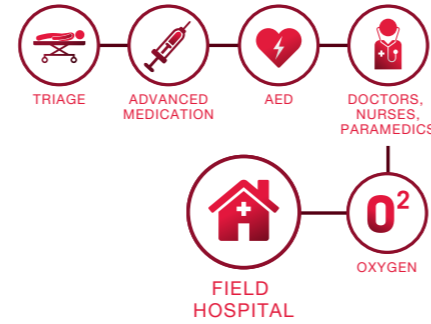 TRIAGE
ADVANCED
MEDICATION
AED
DOCTORS,
NURSES,
PARAMEDICS
O²
OXYGEN
FIELD
HOSPITAL